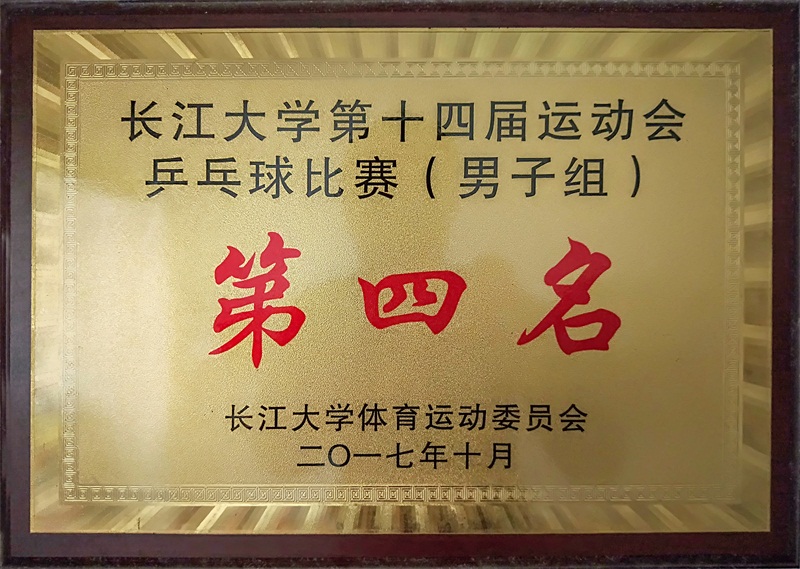 长江大学第十四届运动会
乒乓球比赛（男子组）
第四名
长江大学体育运动委员会
二〇一七年十月